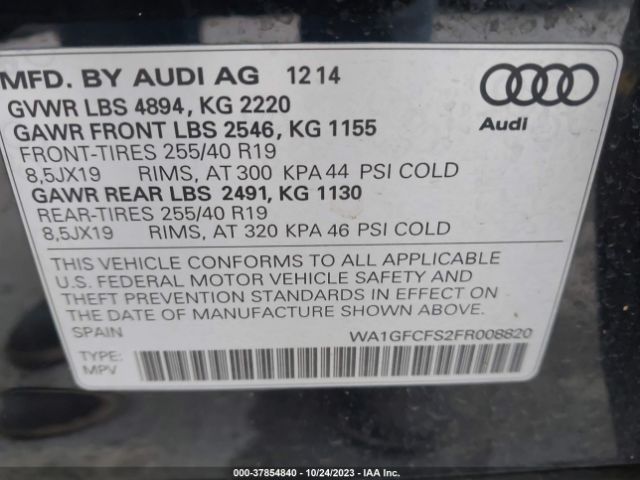 MFD. BY AUDI AG 12 14
GVWR LBS 4894, KG 2220
GAWR FRONT LBS 2546, KG 1155
FRONT-TIRES 255/40 R19
8,5JX19 RIMS, AT 300 KPA 44 PSI COLD
GAWR REAR LBS 2491, KG 1130
REAR-TIRES 255/40 R19
8,5JX19 RIMS, AT 320 KPA 46 PSI COLD
Audi
THIS VEHICLE CONFORMS TO ALL APPLICABLE
U.S. FEDERAL MOTOR VEHICLE SAFETY AND
THEFT PREVENTION STANDARDS IN EFFECT ON
THE DATE OF MANUFACTURE SHOWN ABOVE.
SPAIN WA1GFCFS2FR008820
TYPE:
MPV
000-37854840 - 10/24/2023 - IAA Inc.